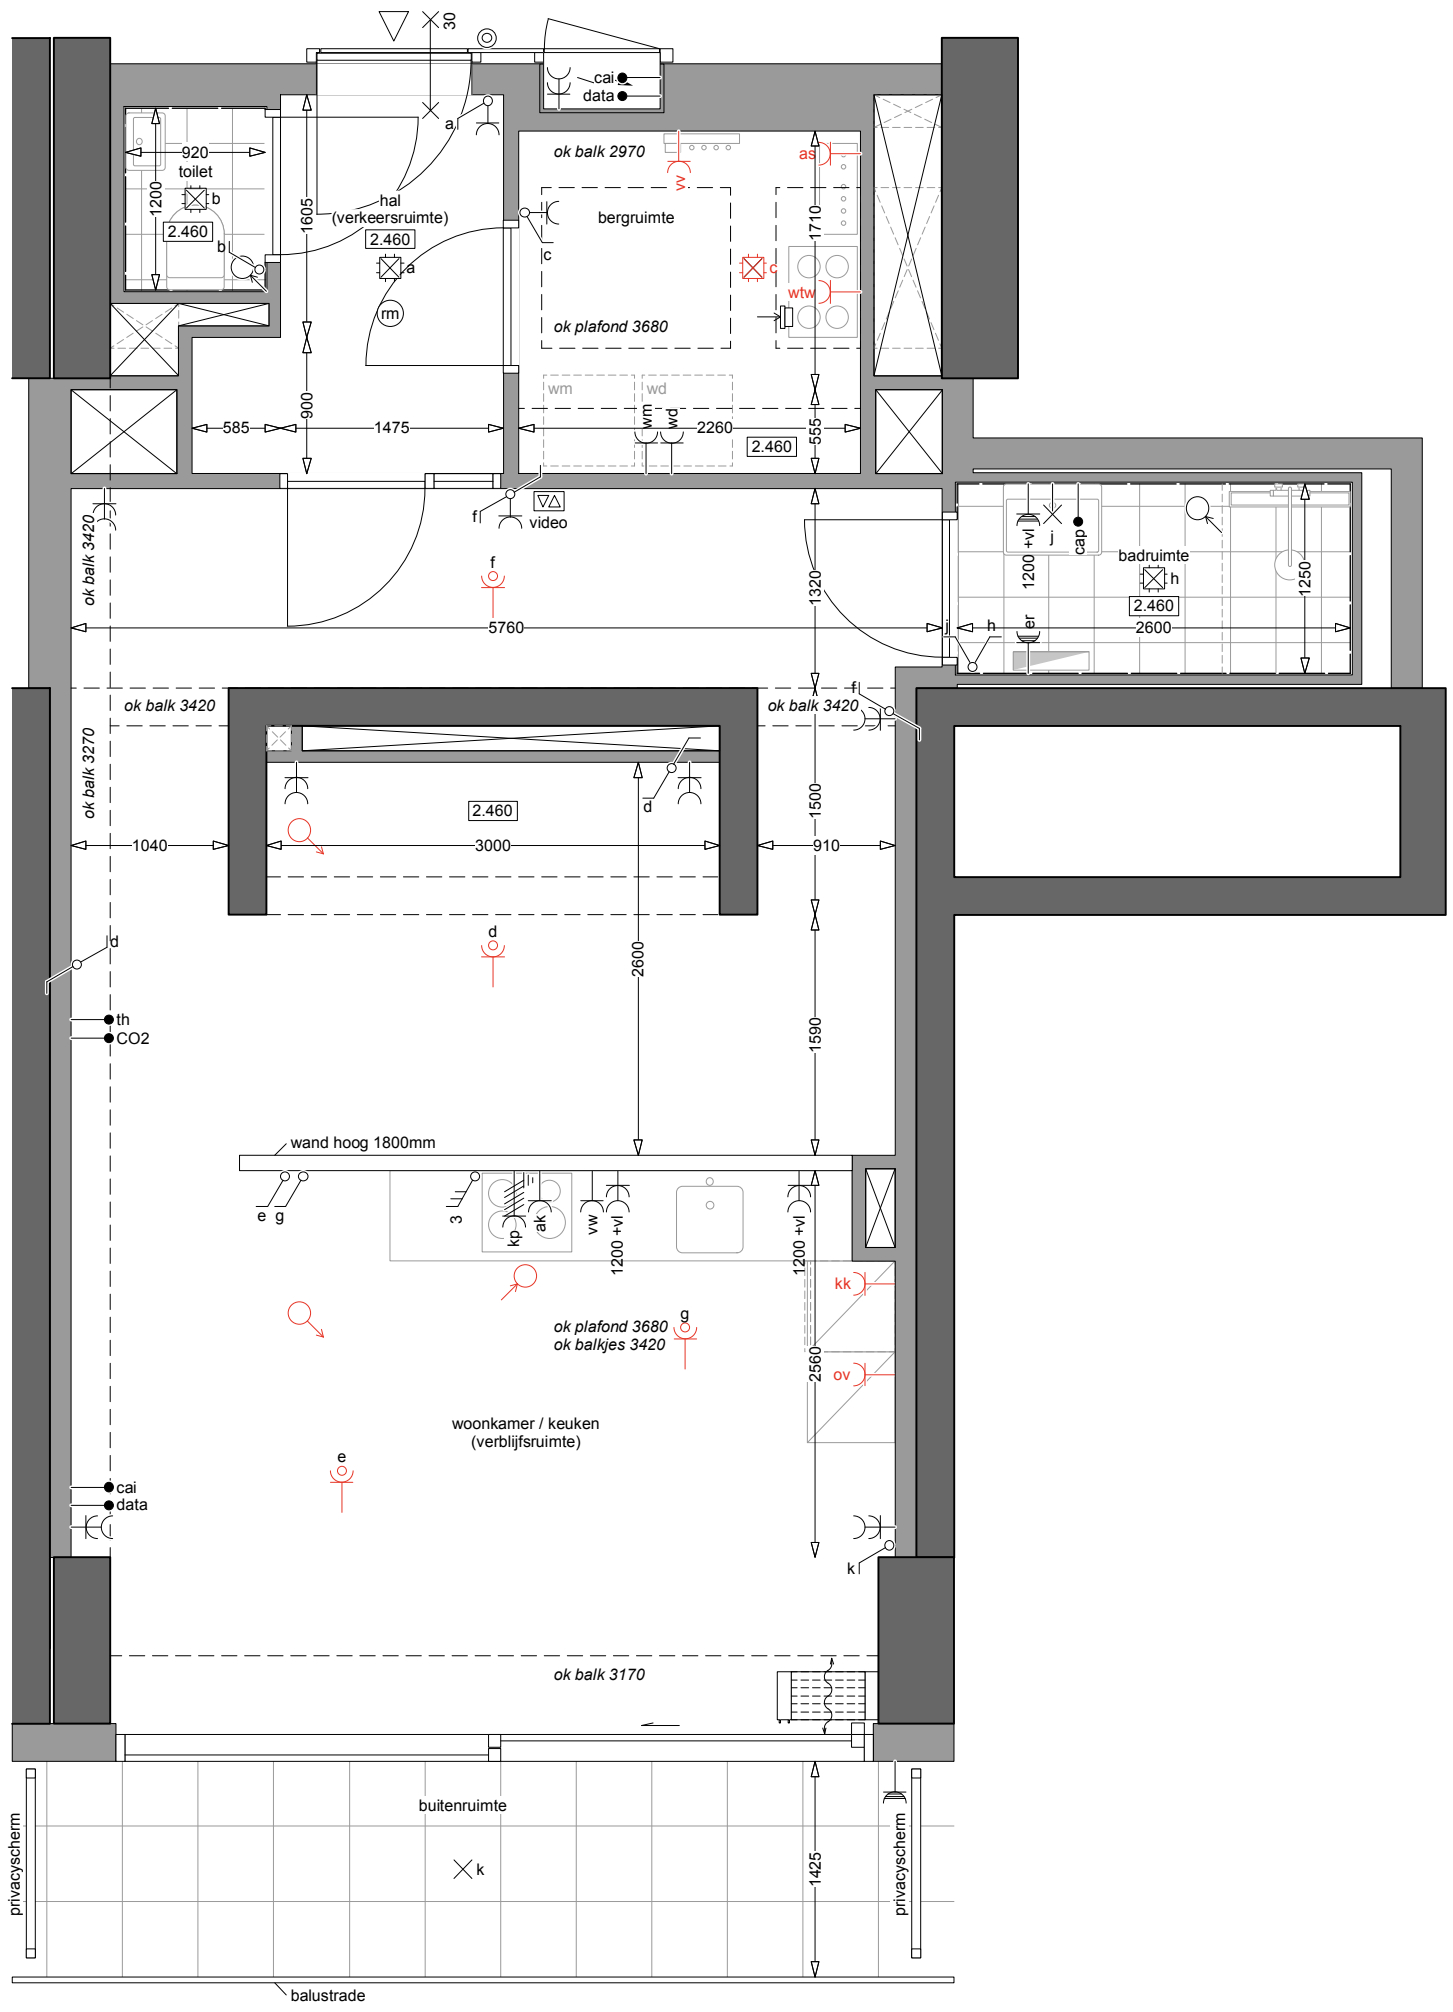 30
cai
data
a
ok balk 2970
as
vv
920
toilet
b
1200
2.460
b
1605
hal
(verkeersruimte)
2.460
a
rm
bergruimte
c
1710
c
wtw
ok plafond 3680
wm
wd
wm
wd
900
585
1475
2260
555
2.460
f
video
ok balk 3420
f
1320
1200 +vl
j
cap
badruimte
h
2.460
1250
5760
j
h
er
2600
ok balk 3420
f
ok balk 3420
ok balk 3270
d
2.460
1500
1040
3000
910
d
d
2600
th
CO2
1590
wand hoog 1800mm
e
g
3
kp
ak
vw
1200 +vl
1200 +vl
kk
g
ok plafond 3680
ok balkjes 3420
2560
ov
woonkamer / keuken
(verblijfsruimte)
e
cai
data
k
ok balk 3170
buitenruimte
privacyscherm
k
1425
privacyscherm
balustrade